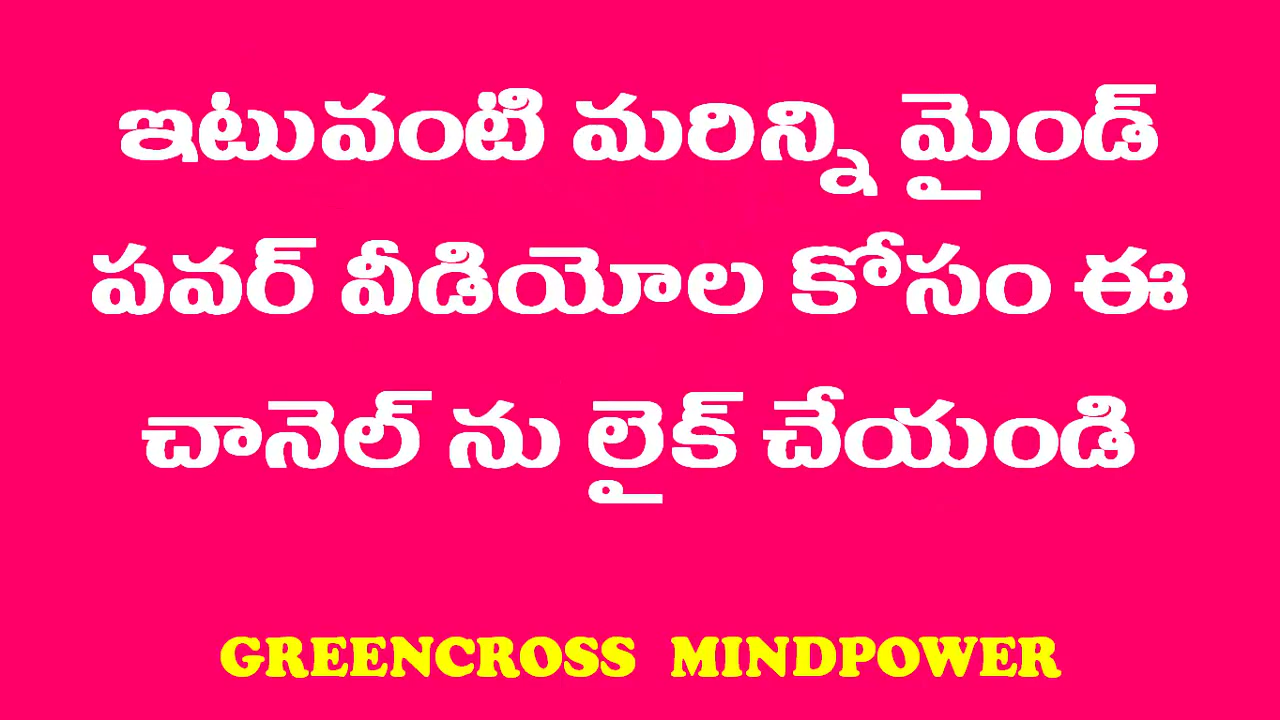 ఇటువంటి మరిన్ని మైండ్
పవర్ వీడియోల కోసం ఈ
చానెల్ ను లైక్ చేయండి
GREENCROSS MINDPOWER